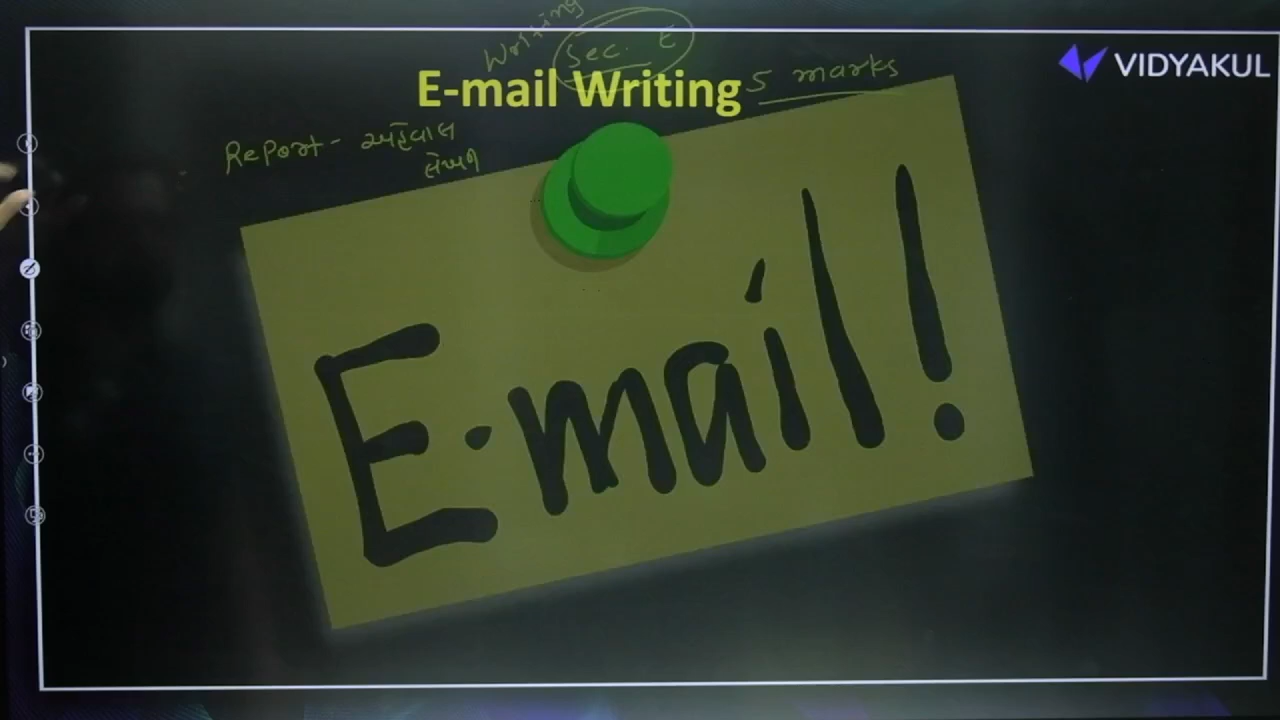 Writing Sec. E
VIDYAKUL
E-mail Writing 5 marks
Report - અહેવાલ
લેખન
E-mail!